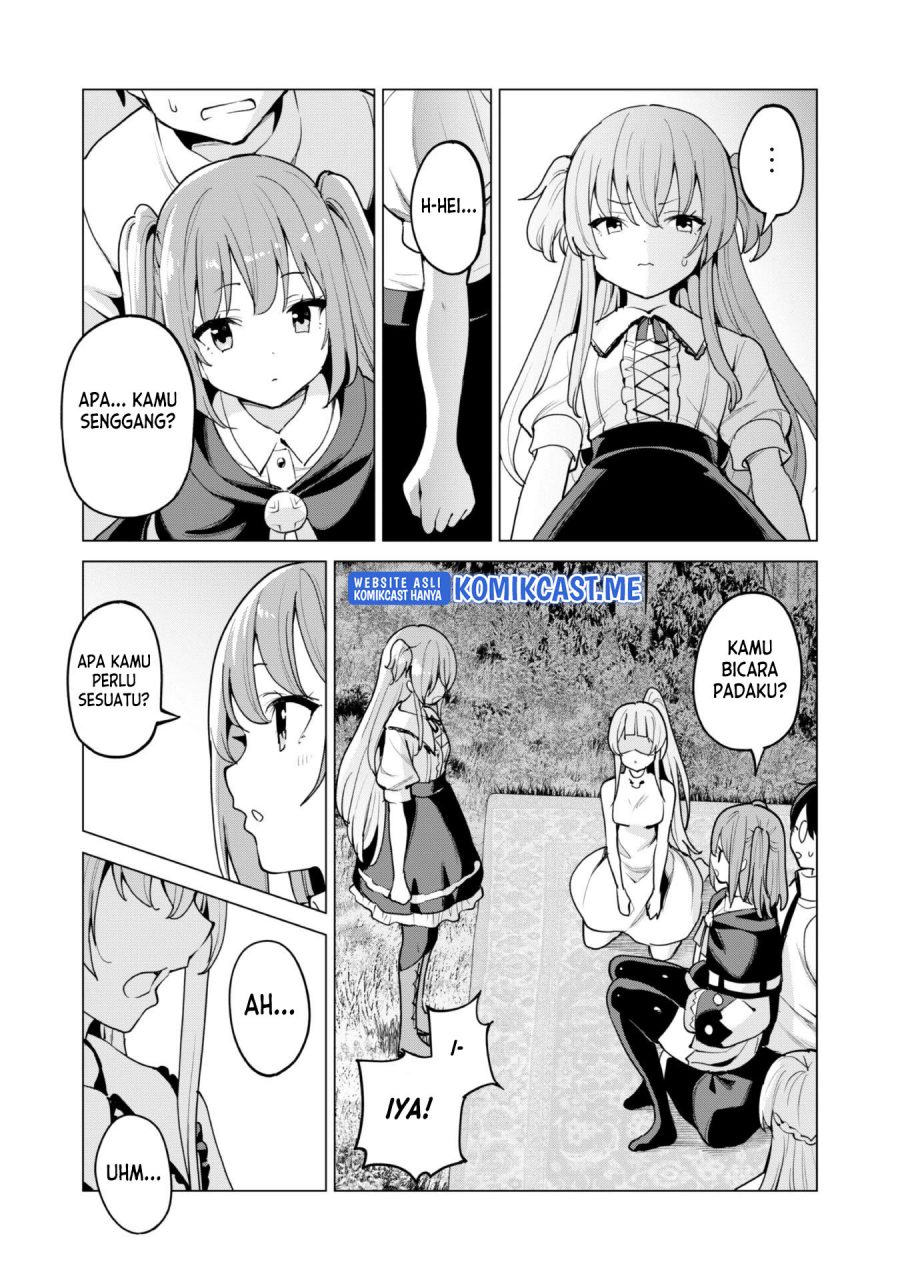 ...
H-HEI...
APA... KAMU
SENGGANG?
KAMU
BICARA
PADAKU?
I-
IYA!
APA KAMU
PERLU
SESUATU?
AH...
UHM...
WEBSITE ASLI
KOMIKCAST HANYA
KOMIKCAST.ME